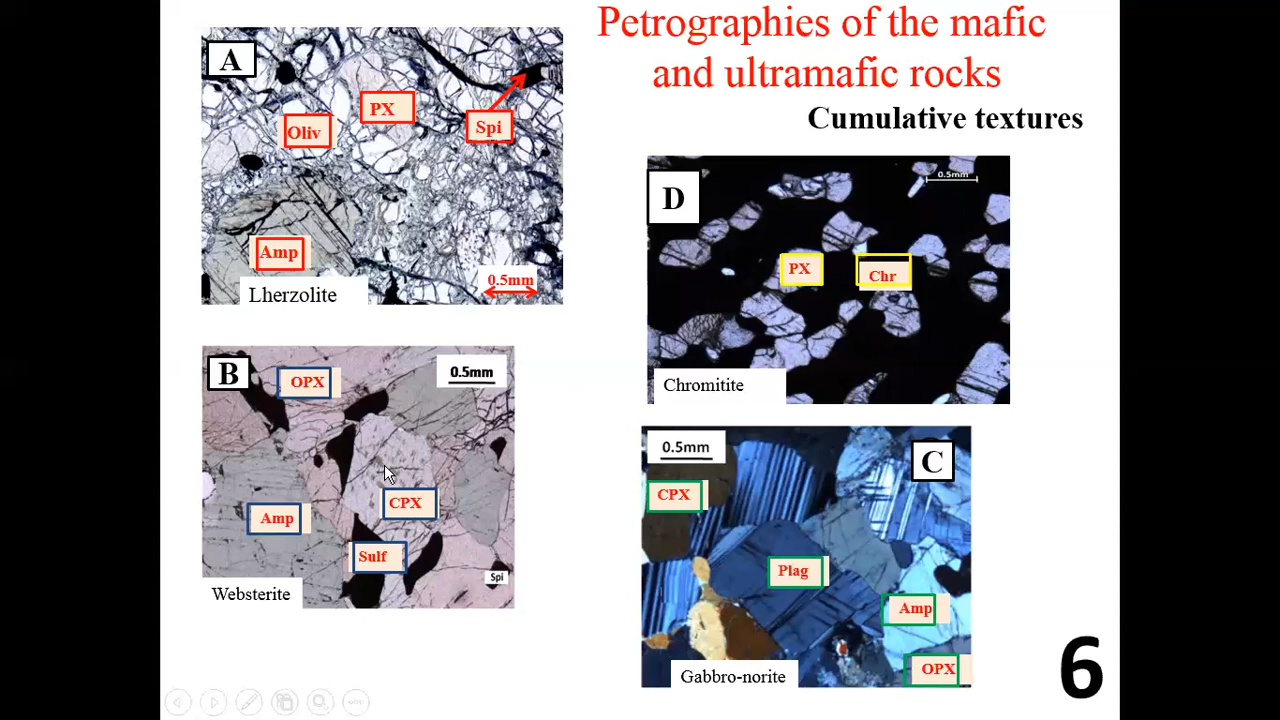 Petrographies of the mafic
and ultramafic rocks
Cumulative textures
A
PX
Oliv
Spi
Amp
0.5mm
Lherzolite
B
OPX
0.5mm
CPX
Amp
Sulf
Spi
Websterite
D
0.5mm
PX
Chr
Chromitite
0.5mm
C
CPX
Plag
Amp
OPX
Gabbro-norite
6